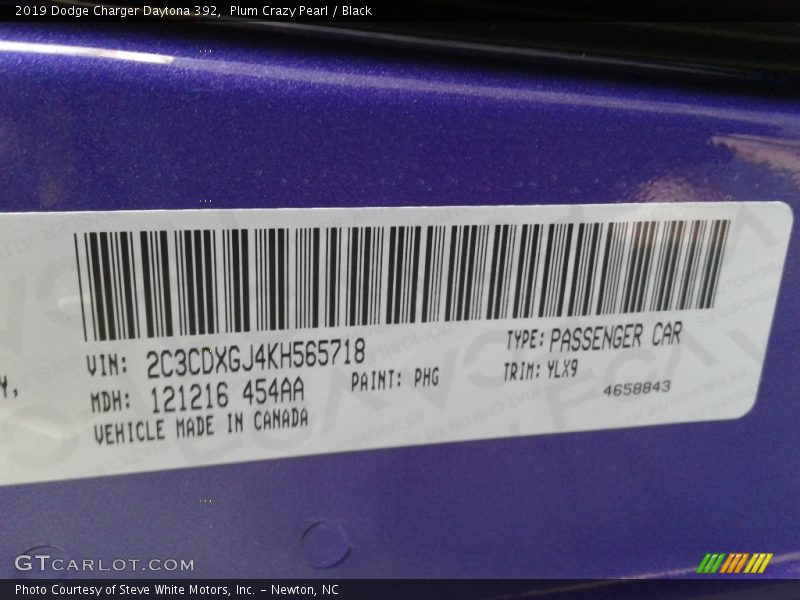 2019 Dodge Charger Daytona 392,  Plum Crazy Pearl / Black
VIN: 2C3CDXGJ4KH565718
TYPE: PASSENGER CAR
Y,
MDH: 121216 454AA
PAINT: PHG
TRIM: YLX9
4658843
VEHICLE MADE IN CANADA
GTCARLOT.COM
Photo Courtesy of Steve White Motors, Inc. – Newton, NC